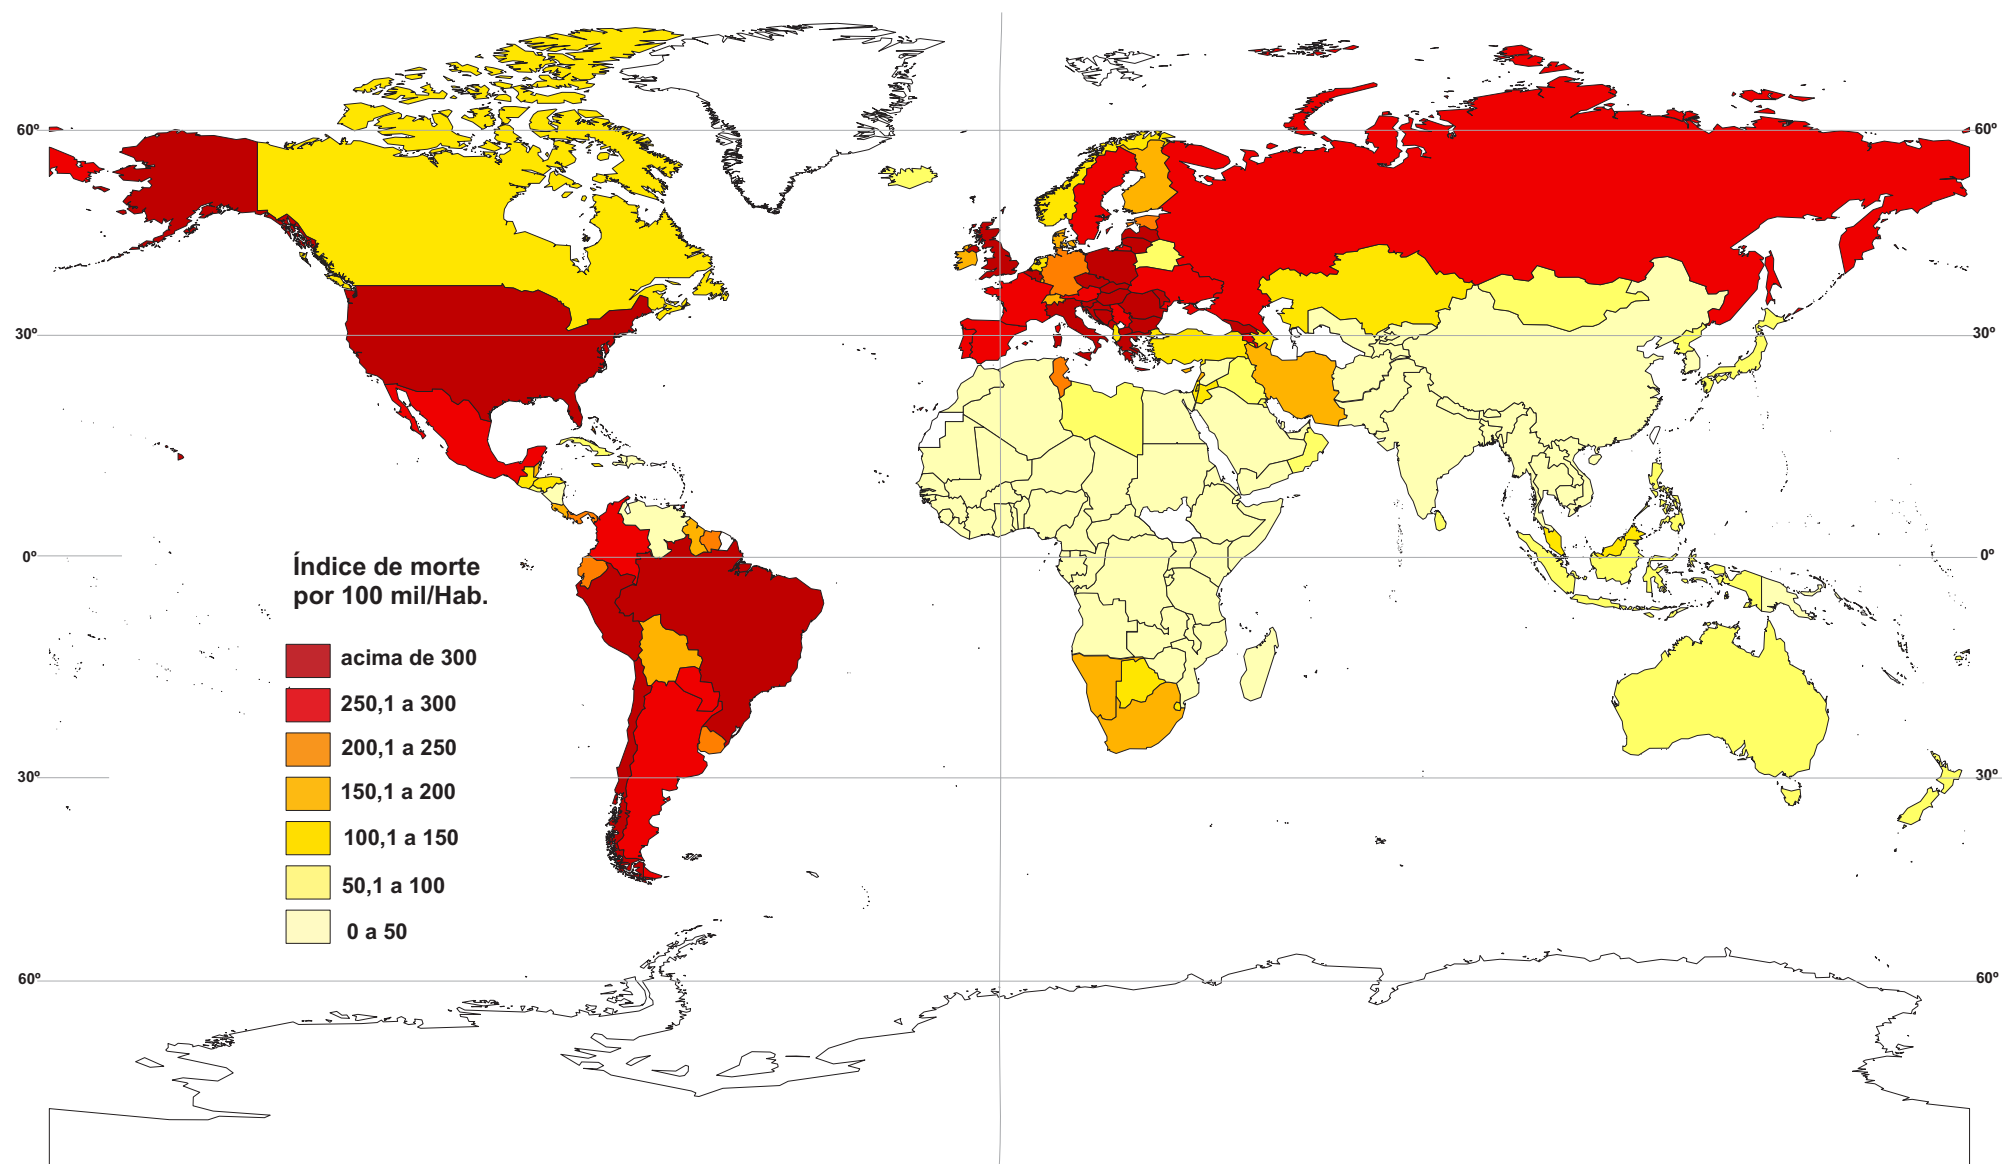 60º
60º
30º
30º
0º
0º
Índice de morte
por 100 mil/Hab.
acima de 300
250,1 a 300
200,1 a 250
150,1 a 200
100,1 a 150
50,1 a 100
0 a 50
30º
30º
60º
60º